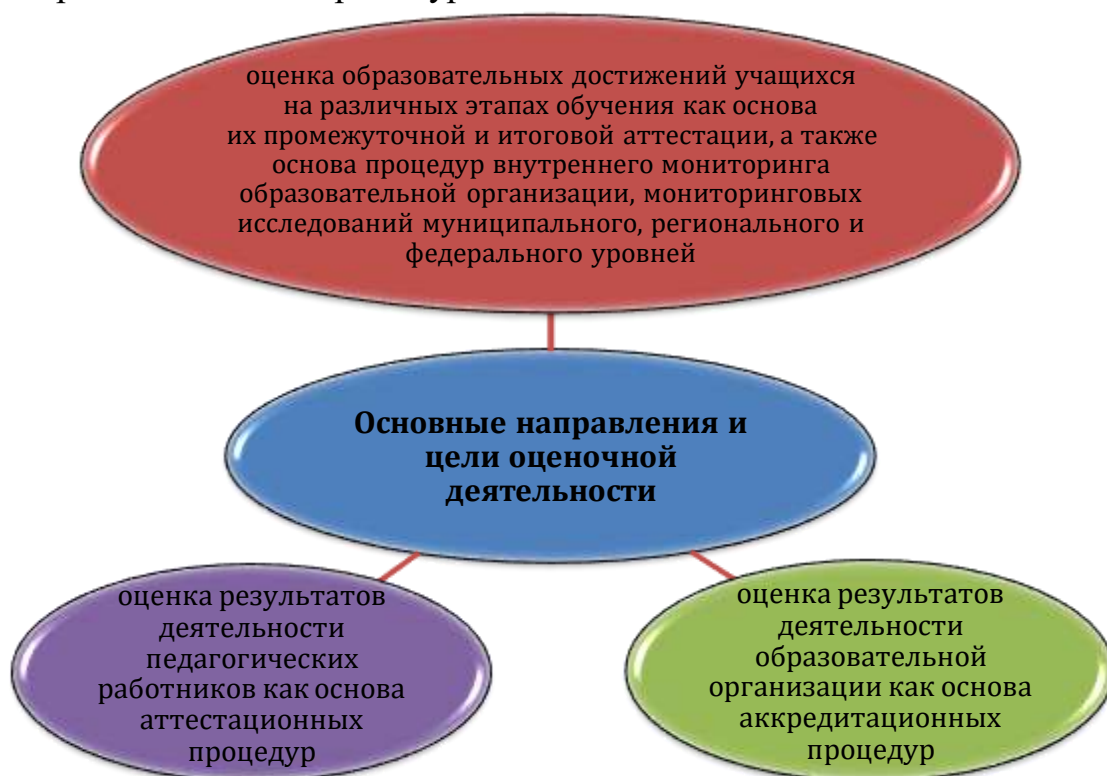 оценка образовательных достижений учащихся
на различных этапах обучения как основа
их промежуточной и итоговой аттестации, а также
основа процедур внутреннего мониторинга
образовательной организации, мониторинговых
исследований муниципального, регионального и
федерального уровней
Основные направления и
цели оценочной
деятельности
оценка результатов
деятельности
педагогических
работников как основа
аттестационных
процедур
оценка результатов
деятельности
образовательной
организации как основа
аккредитационных
процедур